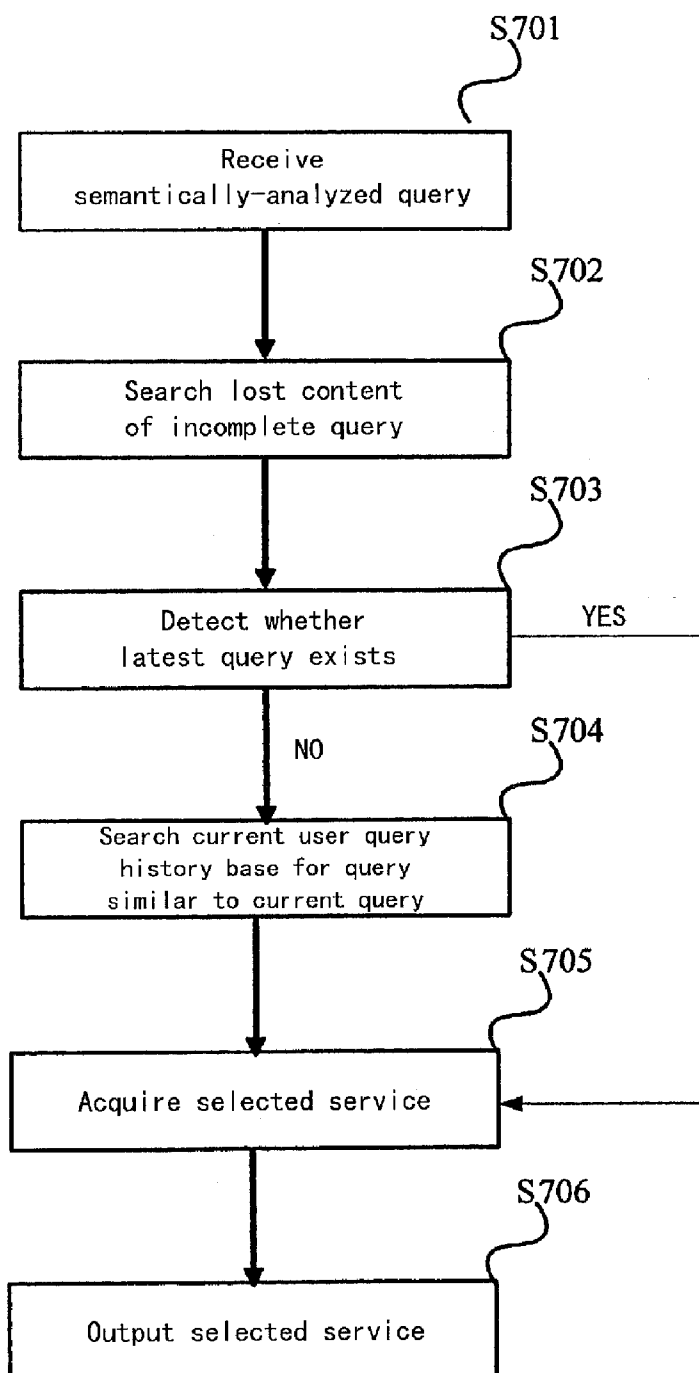 S701
Receive
semantically-analyzed query
S702
Search lost content
of incomplete query
S703
Detect whether
latest query exists
YES
NO
S704
Search current user query
history base for query
similar to current query
S705
Acquire selected service
S706
Output selected service